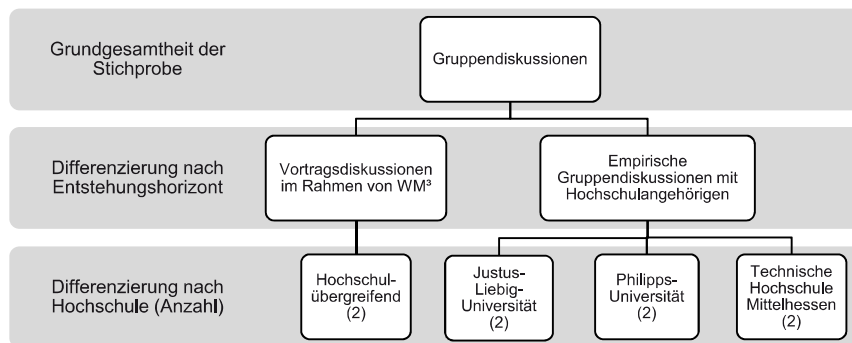 Grundgesamtheit der
Stichprobe
Gruppendiskussionen
Differenzierung nach
Entstehungshorizont
Vortragsdiskussionen
im Rahmen von WM³
Empirische
Gruppendiskussionen mit
Hochschulangehörigen
Differenzierung nach
Hochschule (Anzahl)
Hochschul-
übergreifend
(2)
Justus-
Liebig-
Universität
(2)
Philipps-
Universität
(2)
Technische
Hochschule
Mittelhessen
(2)